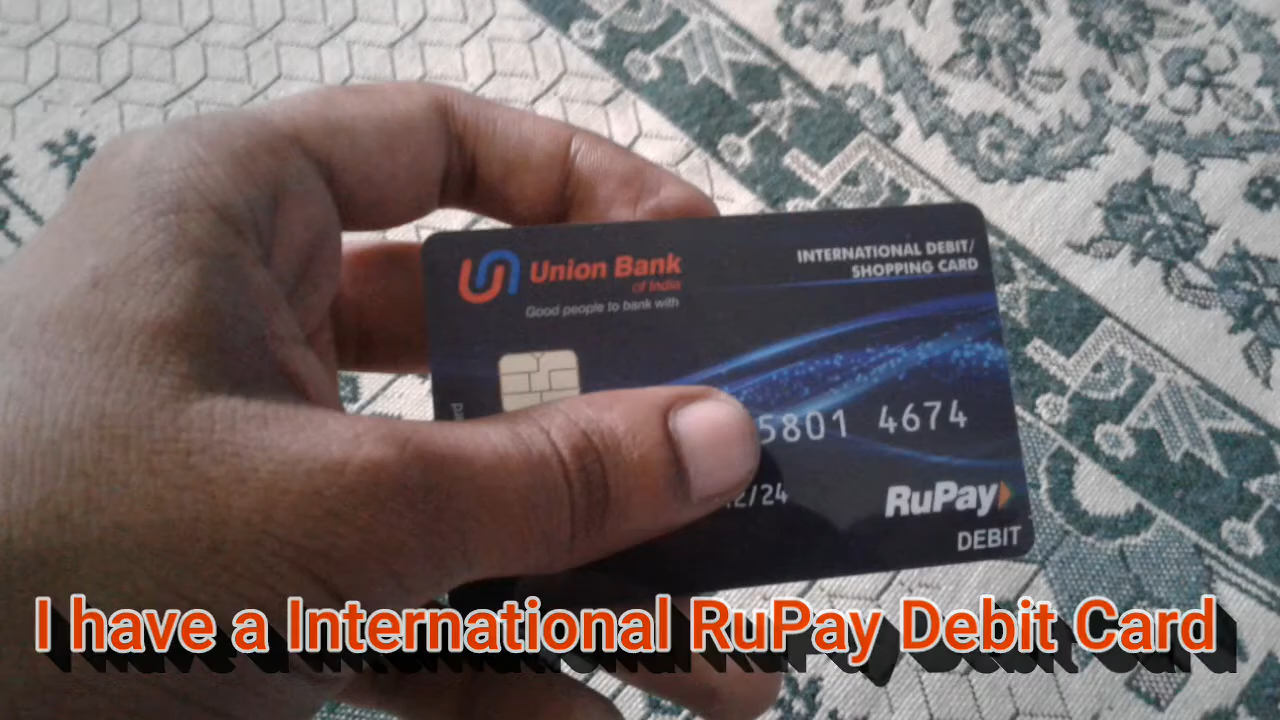 Union Bank
of India
Good people to bank with
INTERNATIONAL DEBIT/
SHOPPING CARD
5801 4674
/24
RuPay
DEBIT
I have a International RuPay Debit Card